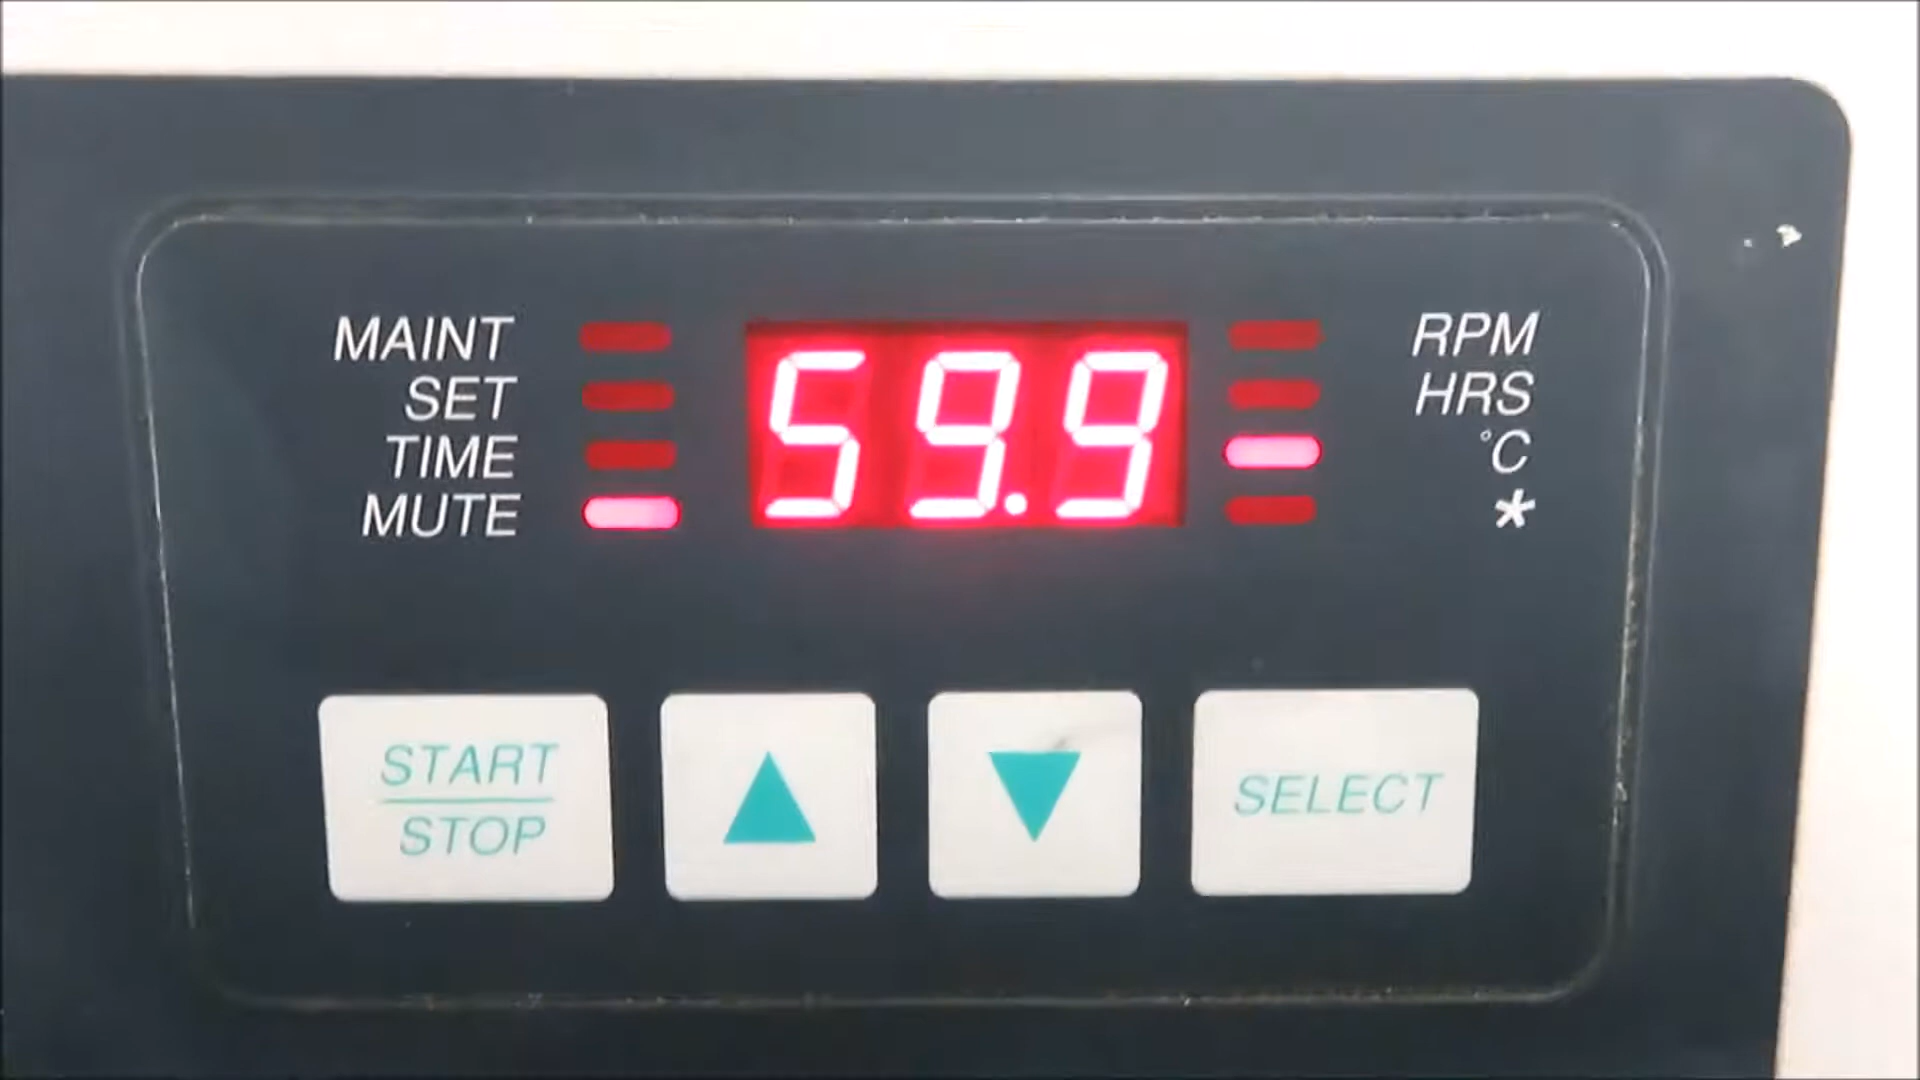 MAINT
SET
TIME
MUTE
59.9
RPM
HRS
°C
*
START
STOP
SELECT